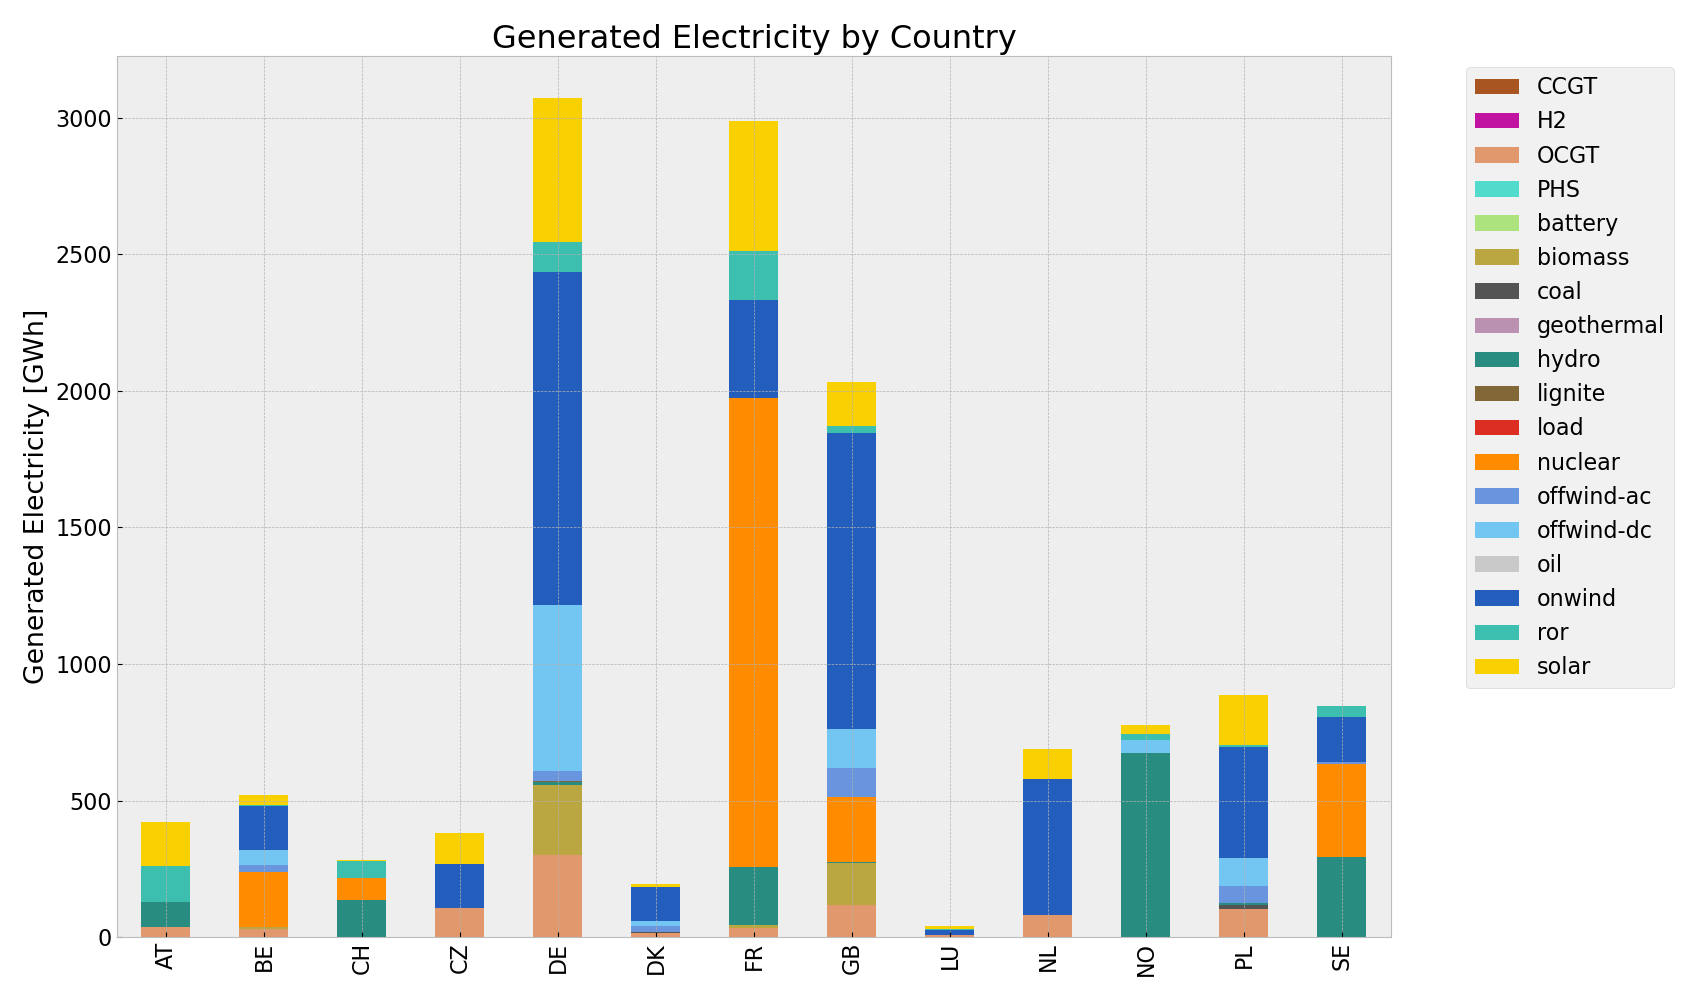 Generated Electricity by Country
Generated Electricity [GWh]
3000
2500
2000
1500
1000
500
0
AT
BE
CH
CZ
DE
DK
FR
GB
LU
NL
NO
PL
SE
CCGT
H2
OCGT
PHS
battery
biomass
coal
geothermal
hydro
lignite
load
nuclear
offwind-ac
offwind-dc
oil
onwind
ror
solar